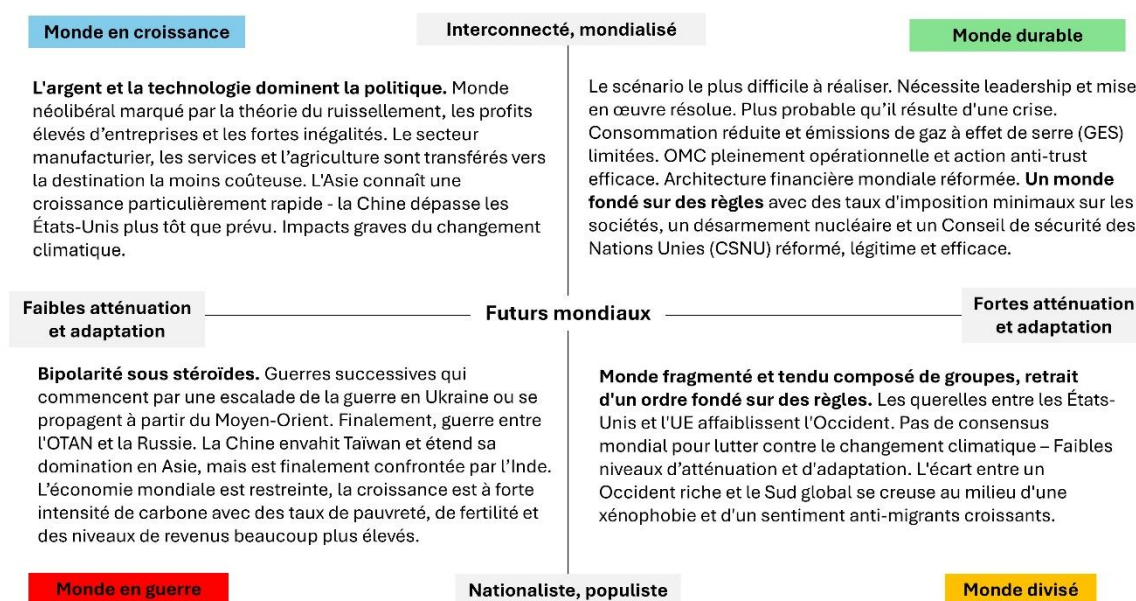 Monde en croissance
Interconnecté, mondialisé
Monde durable
L'argent et la technologie dominent la politique. Monde
néolibéral marqué par la théorie du ruissellement, les profits
élevés d’entreprises et les fortes inégalités. Le secteur
manufacturier, les services et l’agriculture sont transférés vers
la destination la moins coûteuse. L'Asie connaît une
croissance particulièrement rapide - la Chine dépasse les
États-Unis plus tôt que prévu. Impacts graves du changement
climatique.
Le scénario le plus difficile à réaliser. Nécessite leadership et mise
en œuvre résolue. Plus probable qu’il résulte d'une crise.
Consommation réduite et émissions de gaz à effet de serre (GES)
limitées. OMC pleinement opérationnelle et action anti-trust
efficace. Architecture financière mondiale réformée. Un monde
fondé sur des règles avec des taux d'imposition minimaux sur les
sociétés, un désarmement nucléaire et un Conseil de sécurité des
Nations Unies (CSNU) réformé, légitime et efficace.
Faibles atténuation
et adaptation
Futurs mondiaux
Fortes atténuation
et adaptation
Bipolarité sous stéroïdes. Guerres successives qui
commencent par une escalade de la guerre en Ukraine ou se
propagent à partir du Moyen-Orient. Finalement, guerre entre
l'OTAN et la Russie. La Chine envahit Taïwan et étend sa
domination en Asie, mais est finalement confrontée par l’Inde.
L’économie mondiale est restreinte, la croissance est à forte
intensité de carbone avec des taux de pauvreté, de fertilité et
des niveaux de revenus beaucoup plus élevés.
Monde fragmenté et tendu composé de groupes, retrait
d'un ordre fondé sur des règles. Les querelles entre les États-
Unis et l'UE affaiblissent l'Occident. Pas de consensus
mondial pour lutter contre le changement climatique – Faibles
niveaux d’atténuation et d'adaptation. L'écart entre un
Occident riche et le Sud global se creuse au milieu d'une
xénophobie et d'un sentiment anti-migrants croissants.
Monde en guerre
Nationaliste, populiste
Monde divisé